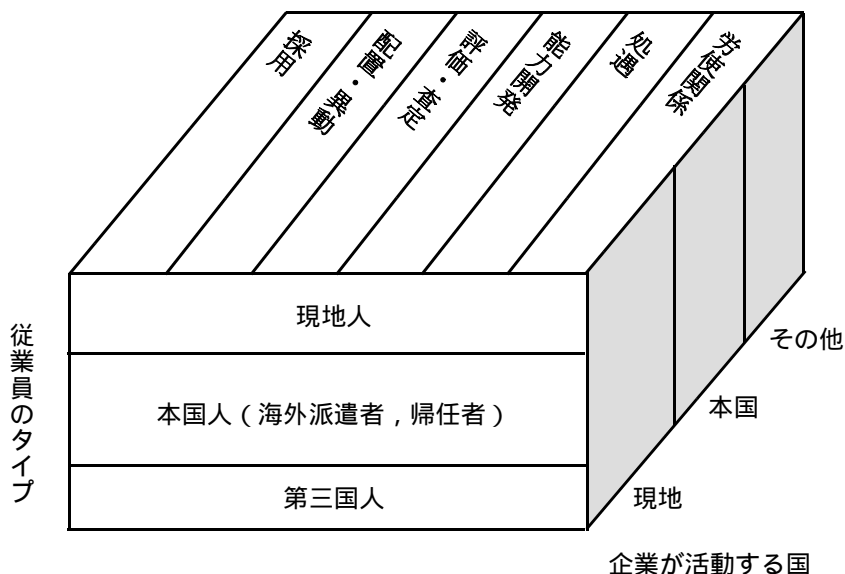 採用
配置・異動
評価・査定
能力開発
処遇
労使関係
従業員のタイプ
現地人
本国人(海外派遣者,帰任者)
第三国人
その他
本国
現地
企業が活動する国